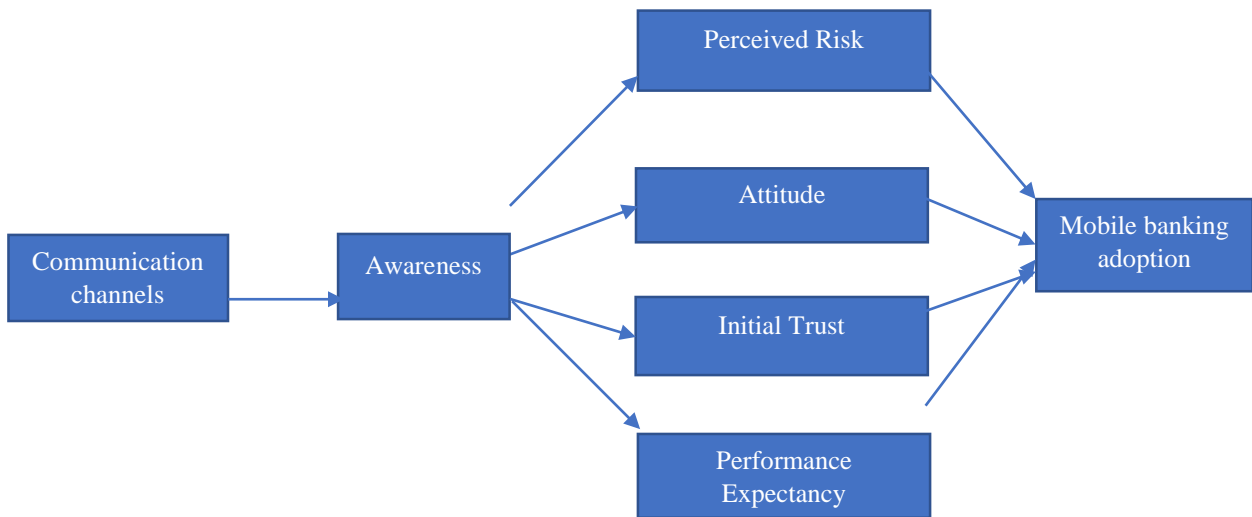 Perceived Risk
Attitude
Mobile banking
adoption
Communication
channels
Awareness
Initial Trust
Performance
Expectancy